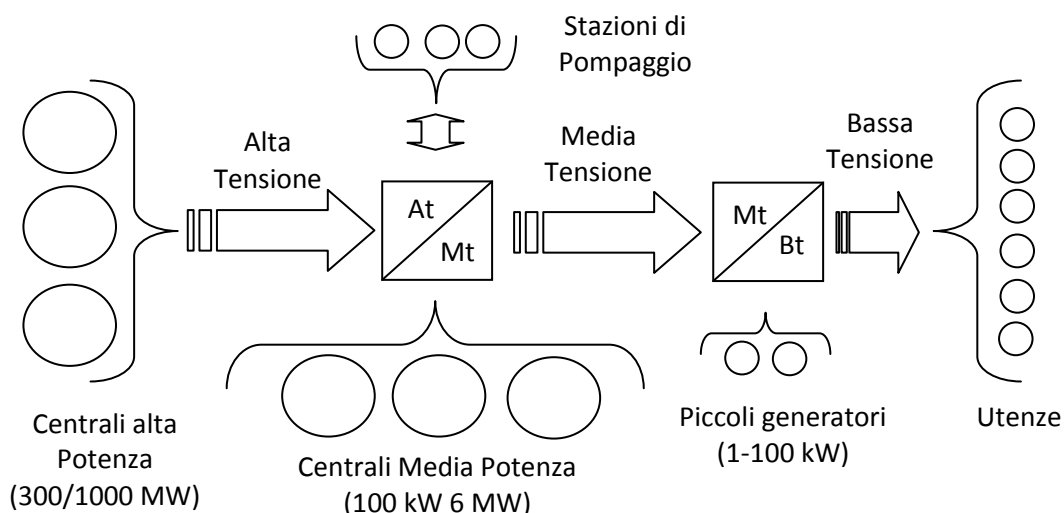 Stazioni di
Pompaggio
Alta
Tensione
Media
Tensione
Bassa
Tensione
At
Mt
Mt
Bt
Centrali alta
Potenza
(300/1000 MW)
Centrali Media Potenza
(100 kW 6 MW)
Piccoli generatori
(1-100 kW)
Utenze